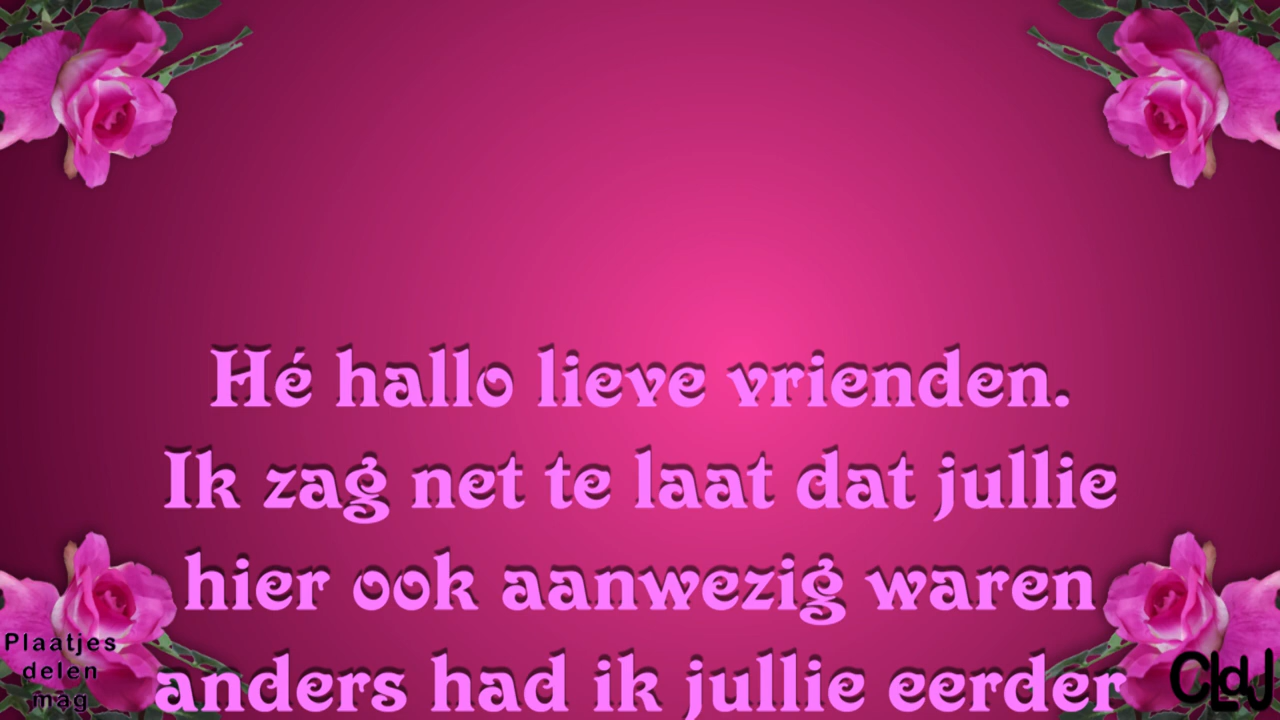 Hé hallo lieve vrienden.
Ik zag net te laat dat jullie
hier ook aanwezig waren
anders had ik jullie eerder
Plaatjes
delen
mag
CLdJ